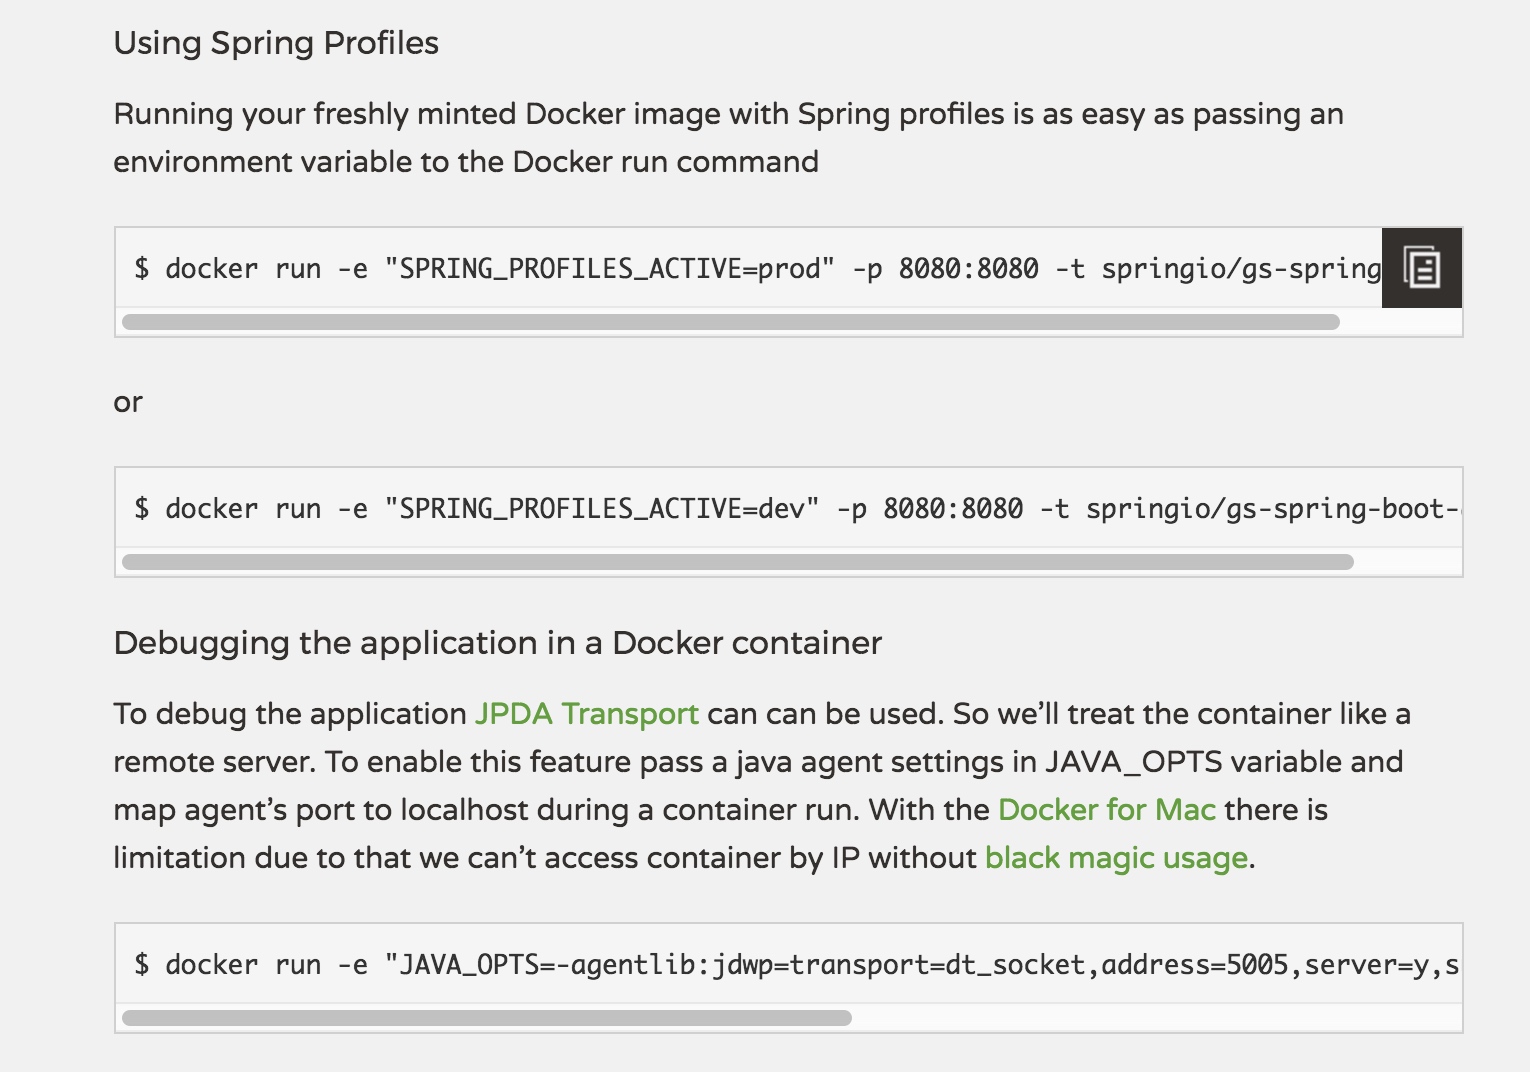 Using Spring Profiles
Running your freshly minted Docker image with Spring profiles is as easy as passing an
environment variable to the Docker run command
$ docker run -e "SPRING_PROFILES_ACTIVE=prod" -p 8080:8080 -t springio/gs-spring
or
$ docker run -e "SPRING_PROFILES_ACTIVE=dev" -p 8080:8080 -t springio/gs-spring-boot-
Debugging the application in a Docker container
To debug the application JPDA Transport can can be used. So we’ll treat the container like a
remote server. To enable this feature pass a java agent settings in JAVA_OPTS variable and
map agent’s port to localhost during a container run. With the Docker for Mac there is
limitation due to that we can’t access container by IP without black magic usage.
$ docker run -e "JAVA_OPTS=-agentlib:jdwp=transport=dt_socket,address=5005,server=y,s